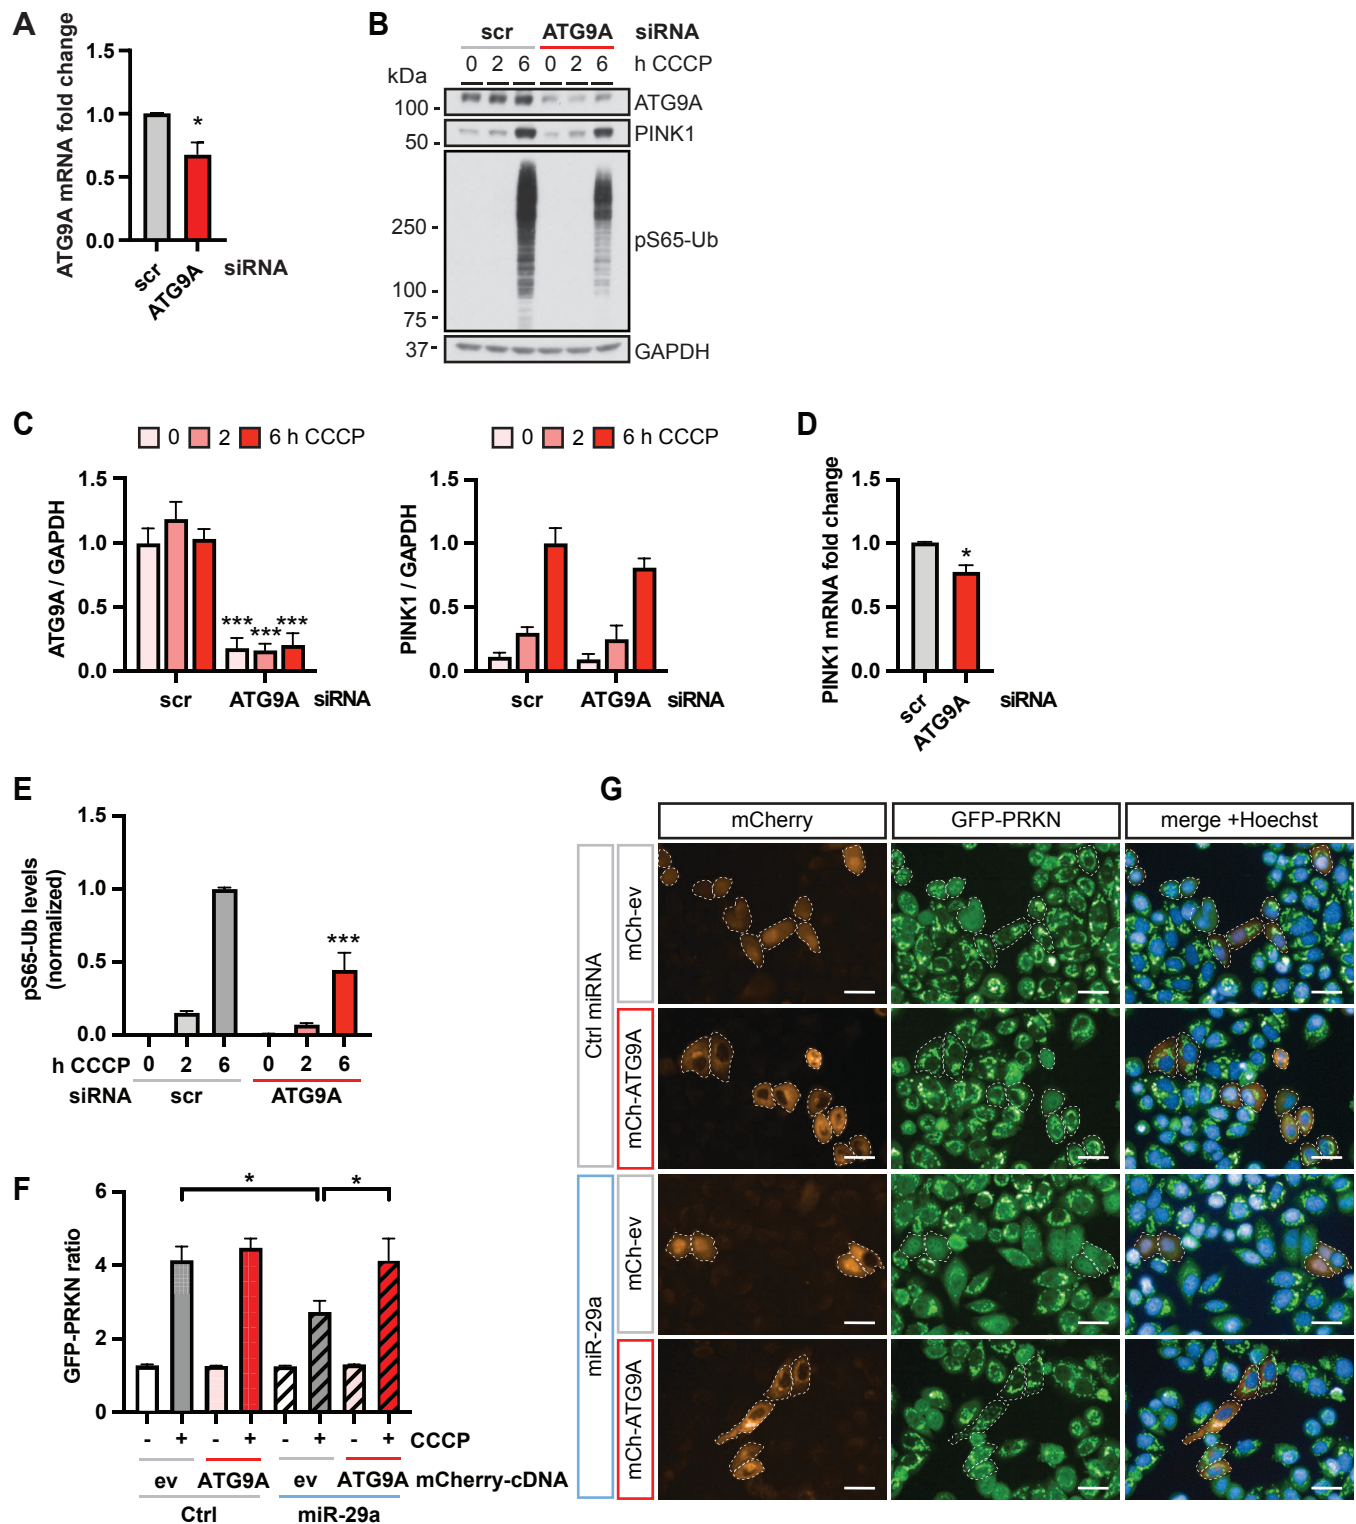 A
ATG9A mRNA fold change
1.5
1.0
0.5
0.0
*
scr
ATG9A
siRNA
B
scr ATG9A siRNA
0 2 6 0 2 6 h CCCP
kDa
100
ATG9A
50
PINK1
250
100
75
pS65-Ub
37
GAPDH
C
0 2 6 h CCCP
ATG9A / GAPDH
1.5
1.0
0.5
0.0
*** *** ***
scr ATG9A siRNA
0 2 6 h CCCP
PINK1 / GAPDH
1.5
1.0
0.5
0.0
scr ATG9A siRNA
D
PINK1 mRNA fold change
1.5
1.0
0.5
0.0
*
scr
ATG9A
siRNA
E
pS65-Ub levels
(normalized)
1.5
1.0
0.5
0.0
***
h CCCP 0 2 6 0 2 6
siRNA scr ATG9A
F
GFP-PRKN ratio
6
4
2
0
* *
- + - + - + - + CCCP
ev ATG9A ev ATG9A mCherry-cDNA
Ctrl miR-29a
G
mCherry GFP-PRKN merge +Hoechst
Ctrl miRNA
mCh-ev
mCh-ATG9A
miR-29a
mCh-ev
mCh-ATG9A